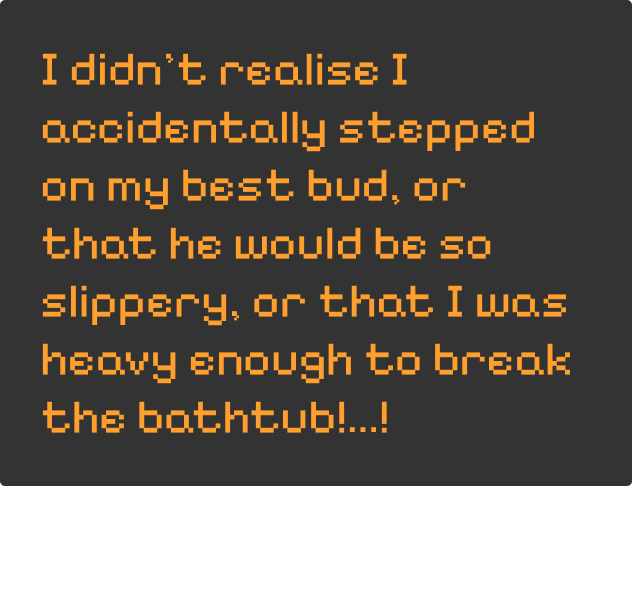 I didn't realise I
accidentally stepped
on my best bud, or
that he would be so
slippery, or that I was
heavy enough to break
the bathtub!...!